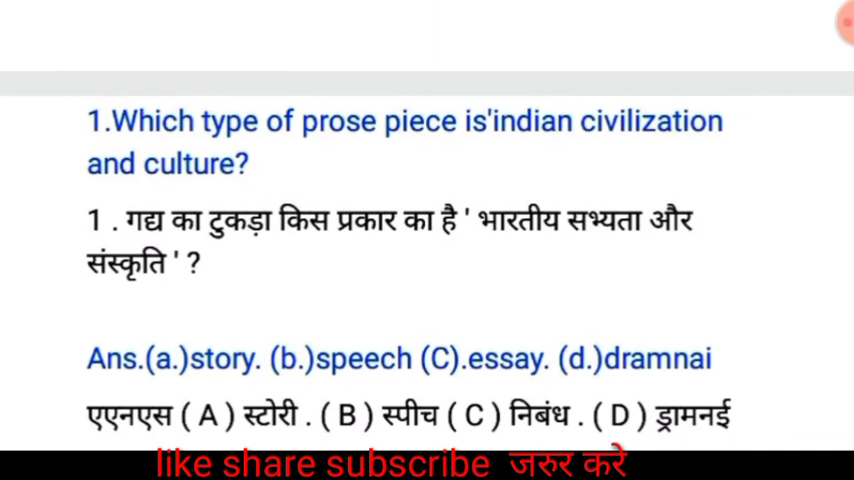 1.Which type of prose piece is'indian civilization
and culture?
1 . गद्य का टुकड़ा किस प्रकार का है ' भारतीय सभ्यता और
संस्कृति ' ?
Ans.(a.)story. (b.)speech (C).essay. (d.)dramnai
एएनएस ( A ) स्टोरी . ( B ) स्पीच ( C ) निबंध . ( D ) ड्रामनई
like share subscribe जरुर करे